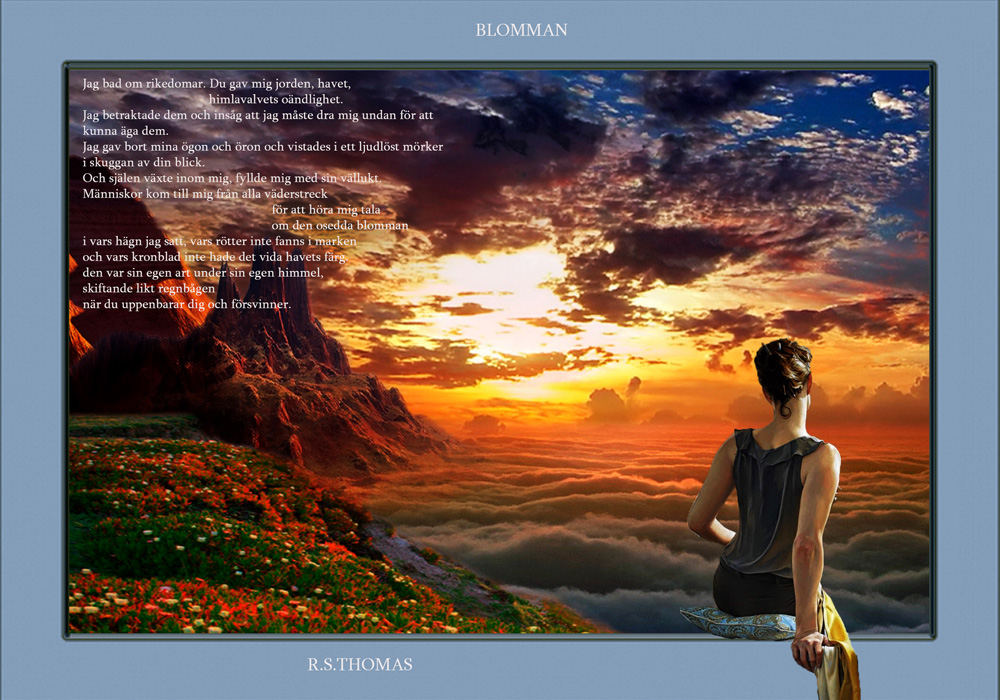 BLOMMAN
Jag bad om rikedomar. Du gav mig jorden, havet,
himlavalvets oändlighet.
Jag betraktade dem och insåg att jag måste dra mig undan för att
kunna äga dem.
Jag gav bort mina ögon och öron och vistades i ett ljudlöst mörker
i skuggan av din blick.
Och själen växte inom mig, fyllde mig med sin vällukt.
Människor kom till mig från alla väderstreck
för att höra mig tala
om den osedda blomman
i vars hägn jag satt, vars rötter inte fanns i marken
och vars kronblad inte hade det vida havets färg.
den var sin egen art under sin egen himmel,
skiftande likt regnbågen
när du uppenbarar dig och försvinner.
R.S.THOMAS